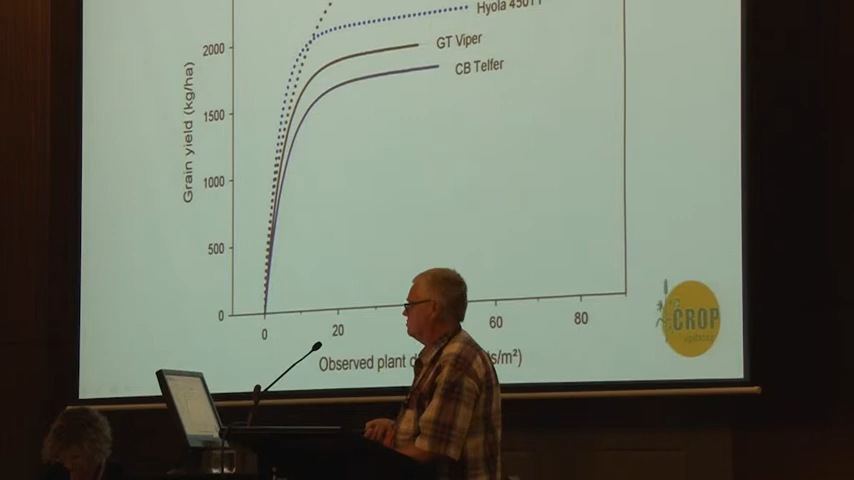 Hyola 450TT
GT Viper
CB Telfer
Grain yield (kg/ha)
2000
1500
1000
500
0
0
20
60
80
Observed plant
/m²)
CROP
updates